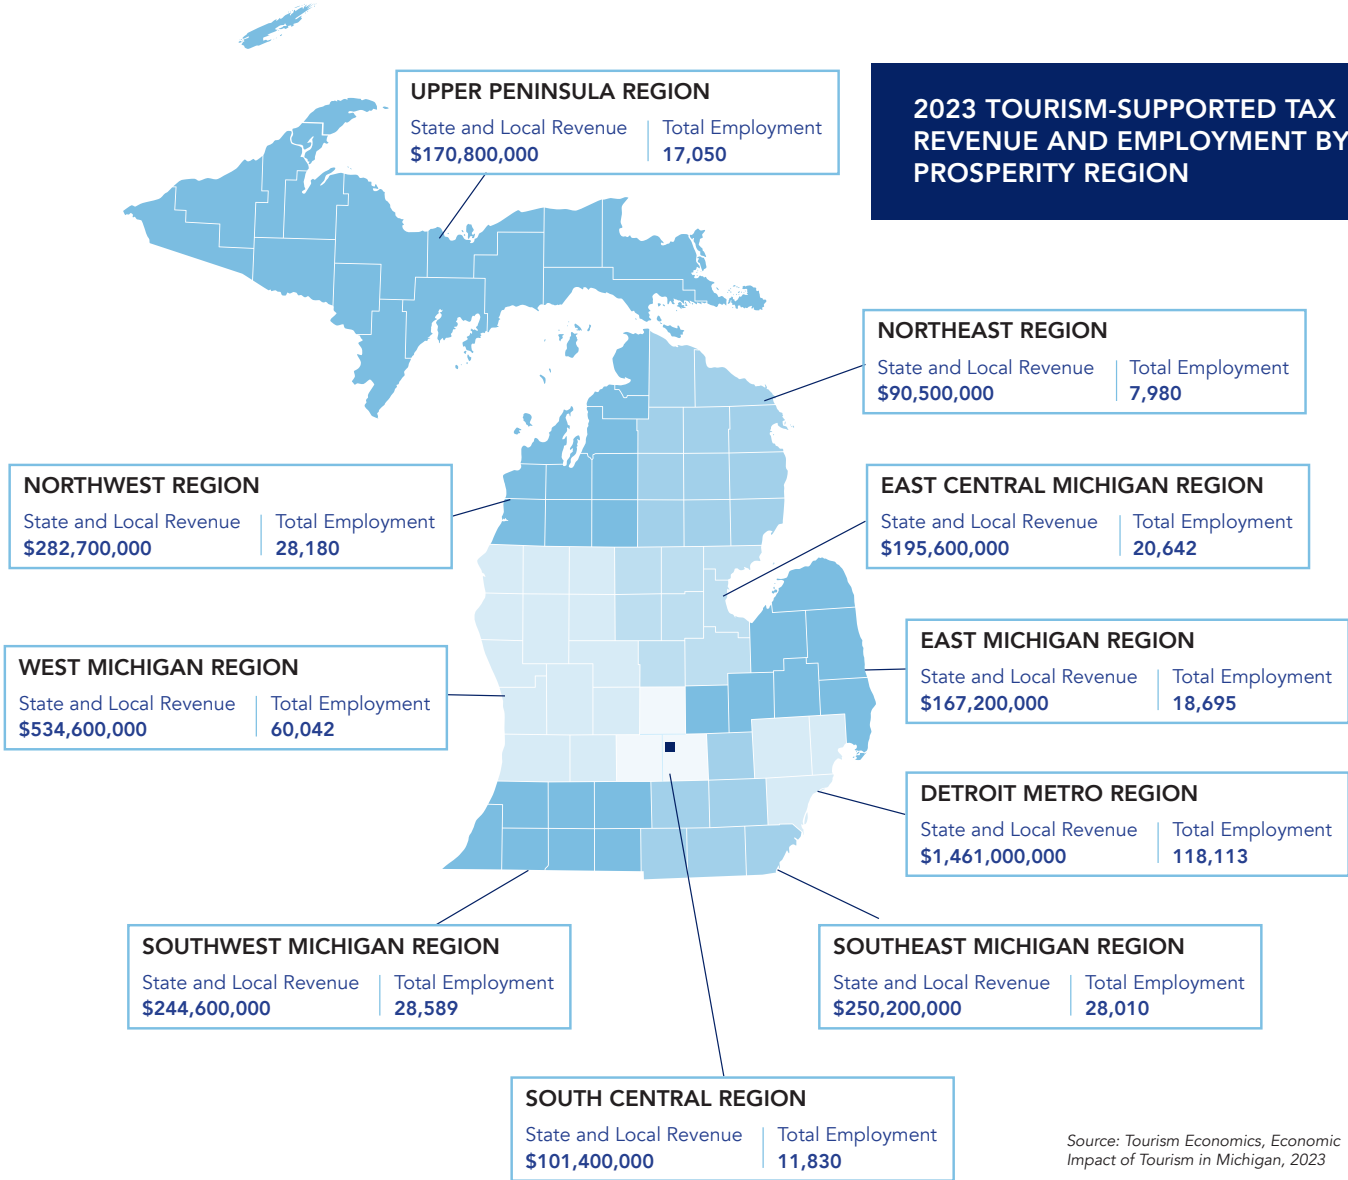 UPPER PENINSULA REGION
State and Local Revenue
$170,800,000
Total Employment
17,050
2023 TOURISM-SUPPORTED TAX
REVENUE AND EMPLOYMENT BY
PROSPERITY REGION
NORTHEAST REGION
State and Local Revenue
$90,500,000
Total Employment
7,980
NORTHWEST REGION
State and Local Revenue
$282,700,000
Total Employment
28,180
EAST CENTRAL MICHIGAN REGION
State and Local Revenue
$195,600,000
Total Employment
20,642
WEST MICHIGAN REGION
State and Local Revenue
$534,600,000
Total Employment
60,042
EAST MICHIGAN REGION
State and Local Revenue
$167,200,000
Total Employment
18,695
DETROIT METRO REGION
State and Local Revenue
$1,461,000,000
Total Employment
118,113
SOUTHWEST MICHIGAN REGION
State and Local Revenue
$244,600,000
Total Employment
28,589
SOUTHEAST MICHIGAN REGION
State and Local Revenue
$250,200,000
Total Employment
28,010
SOUTH CENTRAL REGION
State and Local Revenue
$101,400,000
Total Employment
11,830
Source: Tourism Economics, Economic
Impact of Tourism in Michigan, 2023